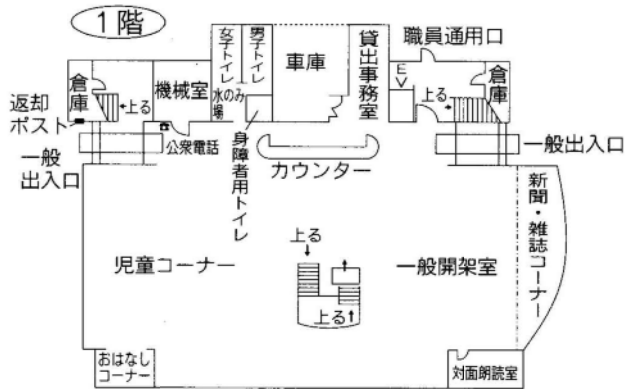 1階
女子トイレ
男子トイレ
車庫
貸出事務室
職員通用口
倉庫
上る
機械室
水のみ場
EV
上る
倉庫
返却
ポスト
公衆電話
身障者用トイレ
カウンター
一般
出入口
一般出入口
新聞・雑誌コーナー
児童コーナー
上る
一般開架室
上る
おはなし
コーナー
対面朗読室